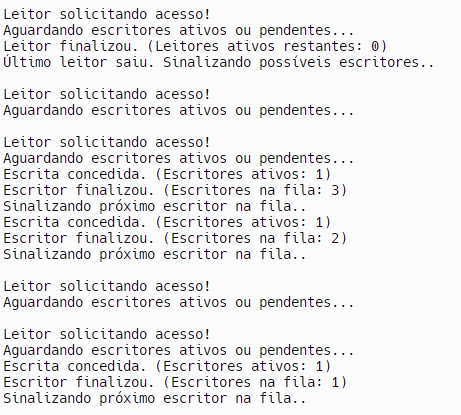 Leitor solicitando acesso!
Aguardando escritores ativos ou pendentes...
Leitor finalizou. (Leitores ativos restantes: 0)
Último leitor saiu. Sinalizando possíveis escritores..
Leitor solicitando acesso!
Aguardando escritores ativos ou pendentes...
Leitor solicitando acesso!
Aguardando escritores ativos ou pendentes...
Escrita concedida. (Escritores ativos: 1)
Escritor finalizou. (Escritores na fila: 3)
Sinalizando próximo escritor na fila..
Escrita concedida. (Escritores ativos: 1)
Escritor finalizou. (Escritores na fila: 2)
Sinalizando próximo escritor na fila..
Leitor solicitando acesso!
Aguardando escritores ativos ou pendentes...
Leitor solicitando acesso!
Aguardando escritores ativos ou pendentes...
Escrita concedida. (Escritores ativos: 1)
Escritor finalizou. (Escritores na fila: 1)
Sinalizando próximo escritor na fila..